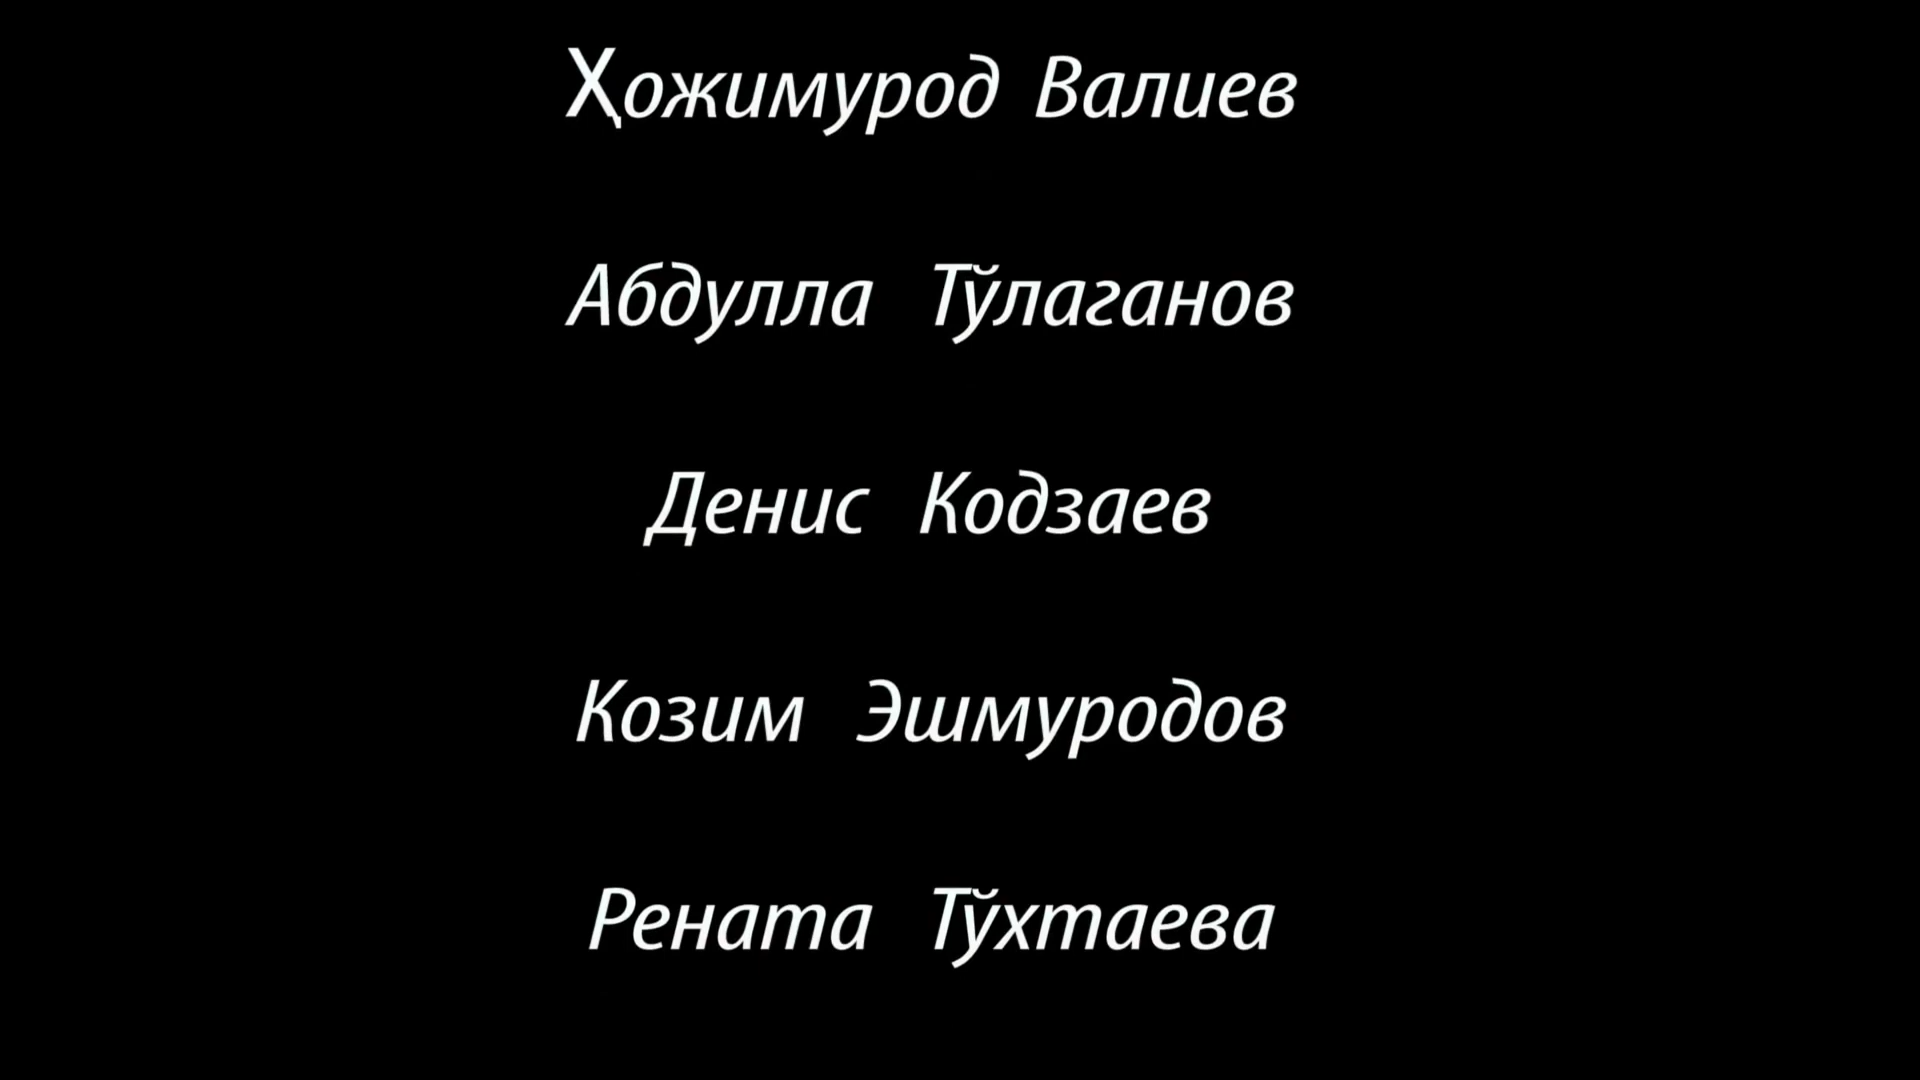 Ҳожимурод Валиев
Абдулла Тўлаганов
Денис Кодзаев
Козим Эшмуродов
Рената Тўхтаева